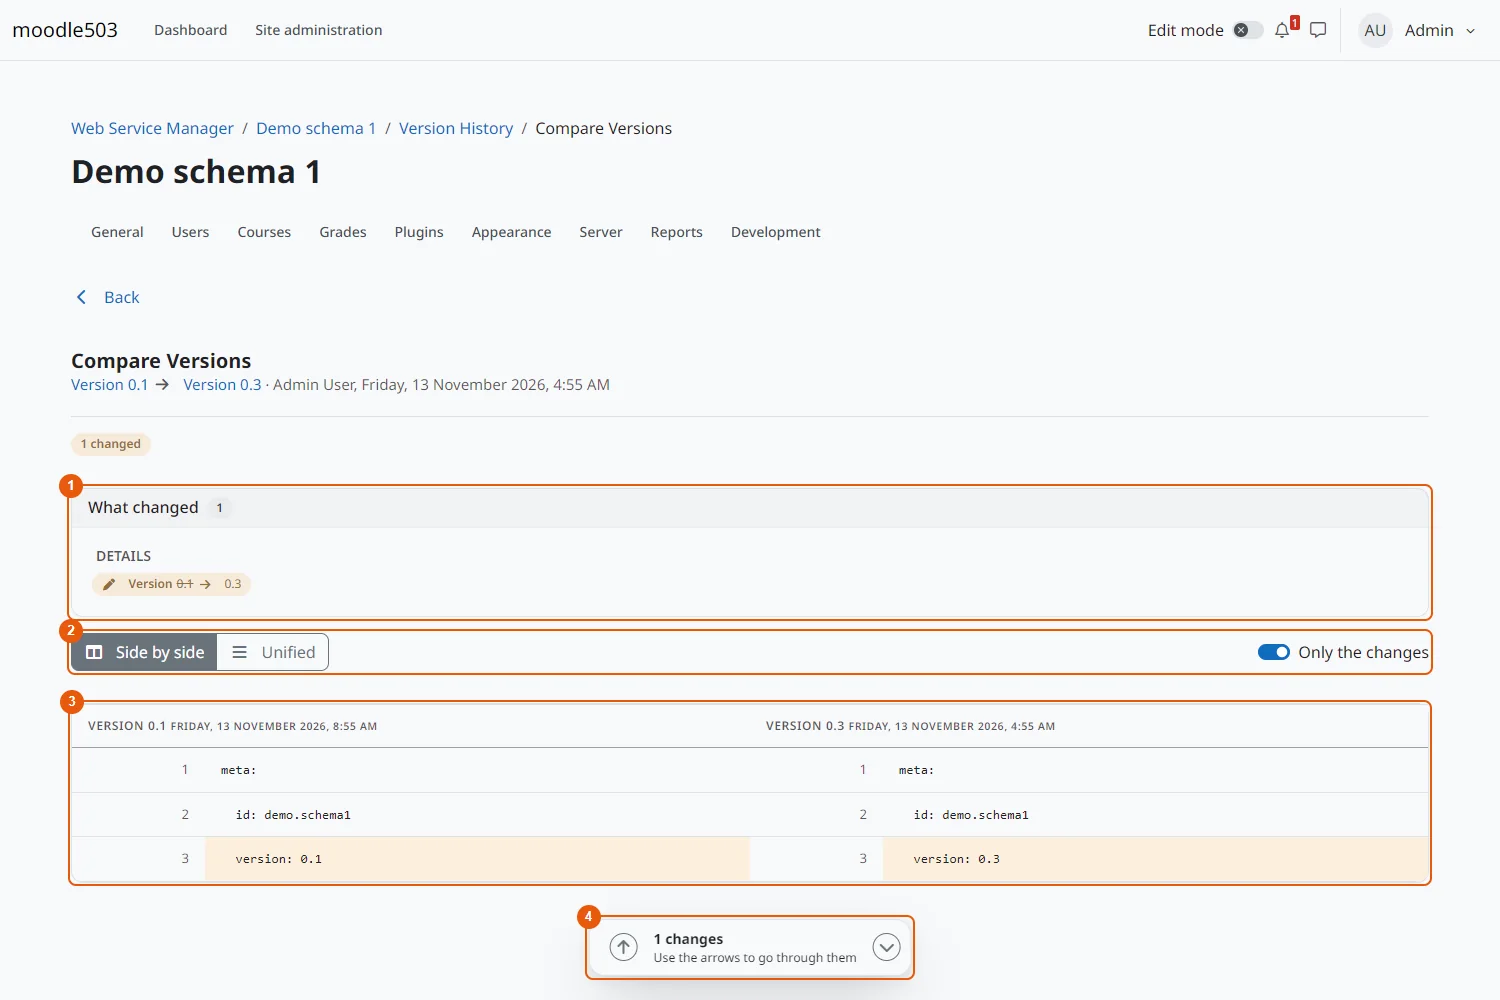 moodle503 Dashboard Site administration Edit mode 1 AU Admin
Web Service Manager / Demo schema 1 / Version History / Compare Versions
Demo schema 1
General Users Courses Grades Plugins Appearance Server Reports Development
Back
Compare Versions
Version 0.1 → Version 0.3 · Admin User, Friday, 13 November 2026, 4:55 AM
1 changed
1
What changed 1
DETAILS
Version 0.1 → 0.3
2
Side by side Unified Only the changes
3
VERSION 0.1 FRIDAY, 13 NOVEMBER 2026, 8:55 AM VERSION 0.3 FRIDAY, 13 NOVEMBER 2026, 4:55 AM
1 meta: 1 meta:
2 id: demo.schema1 2 id: demo.schema1
3 version: 0.1 3 version: 0.3
4
1 changes
Use the arrows to go through them